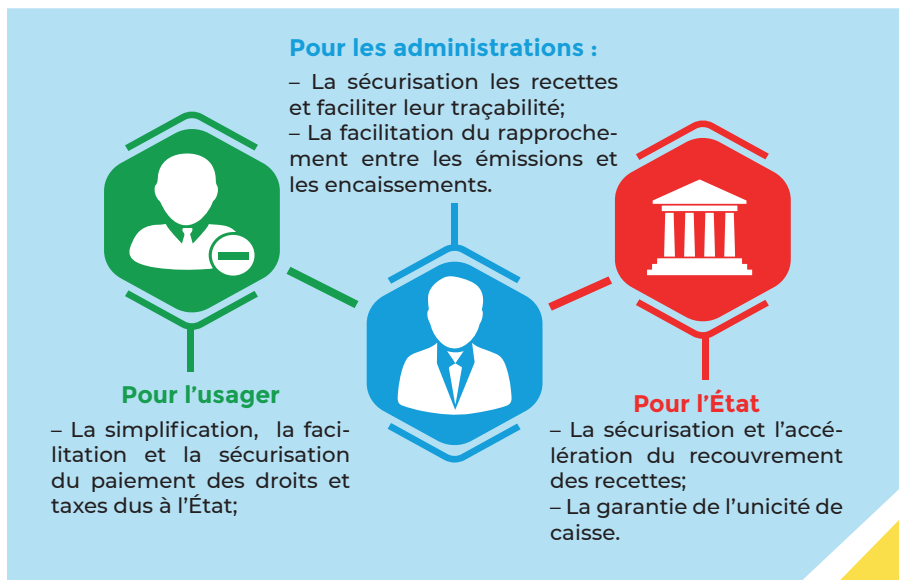 Pour les administrations :
– La sécurisation les recettes
et faciliter leur traçabilité;
– La facilitation du rapproche-
ment entre les émissions et
les encaissements.
Pour l'usager
– La simplification, la faci-
litation et la sécurisation
du paiement des droits et
taxes dus à l'État;
Pour l'État
– La sécurisation et l'accé-
lération du recouvrement
des recettes;
– La garantie de l'unicité de
caisse.